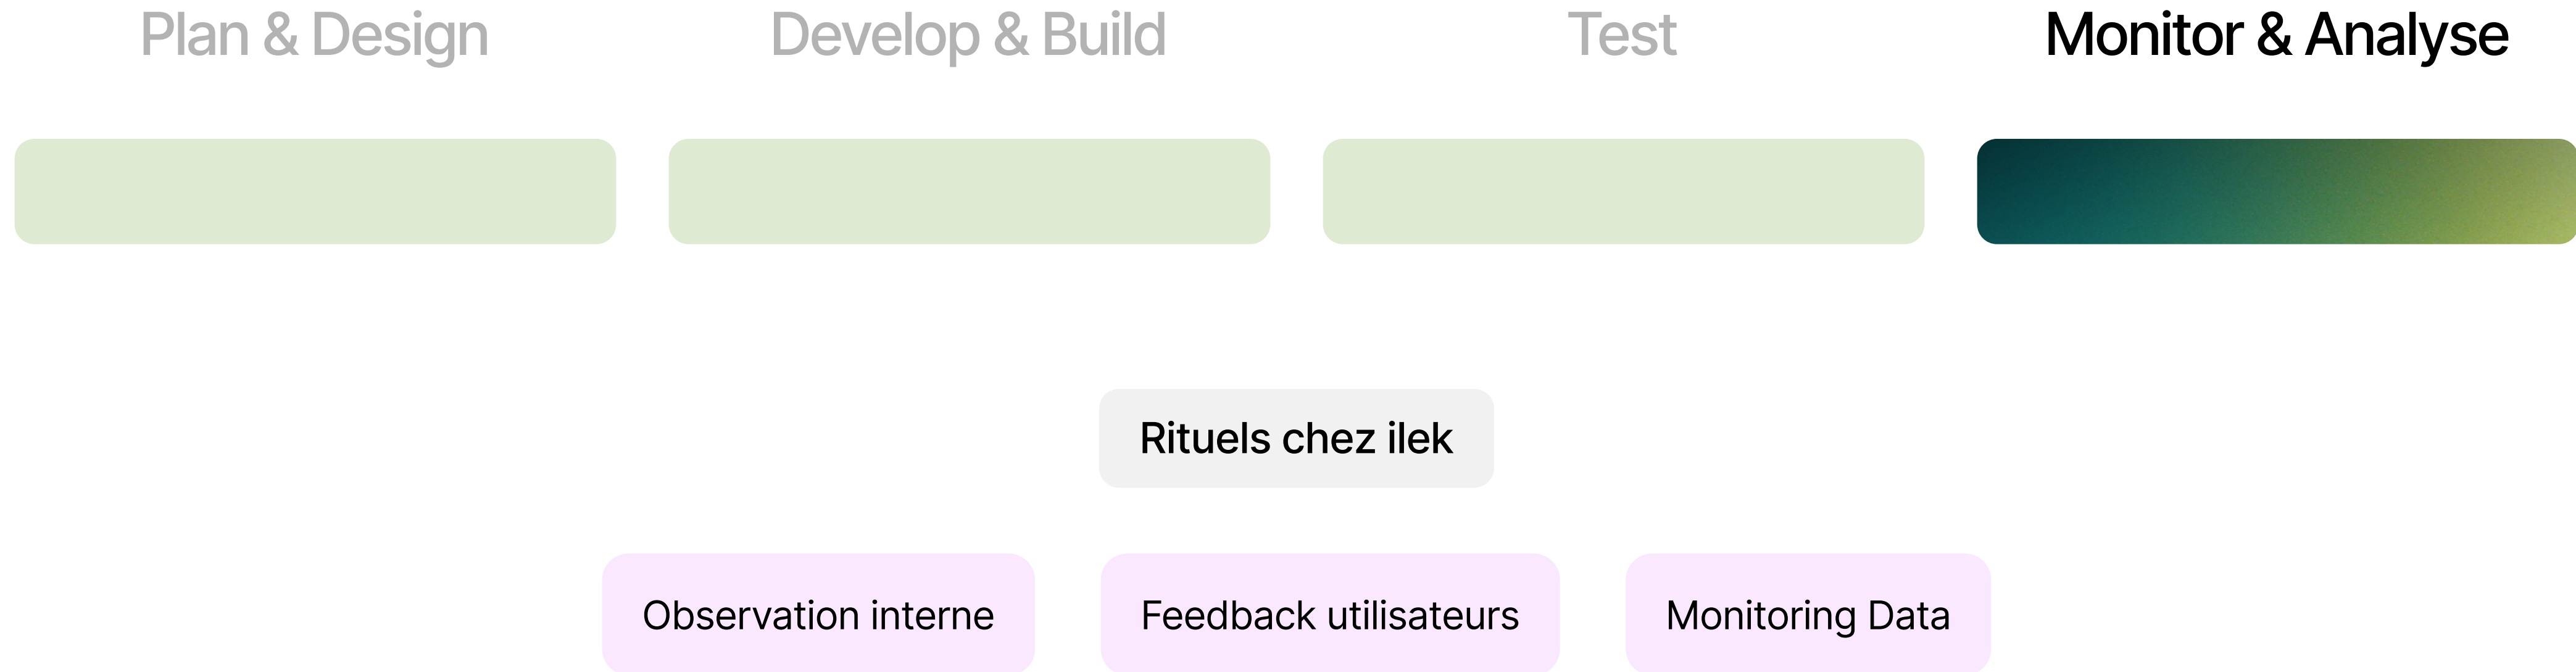 Plan & Design
Develop & Build
Test
Monitor & Analyse
Rituels chez ilek
Observation interne
Feedback utilisateurs
Monitoring Data